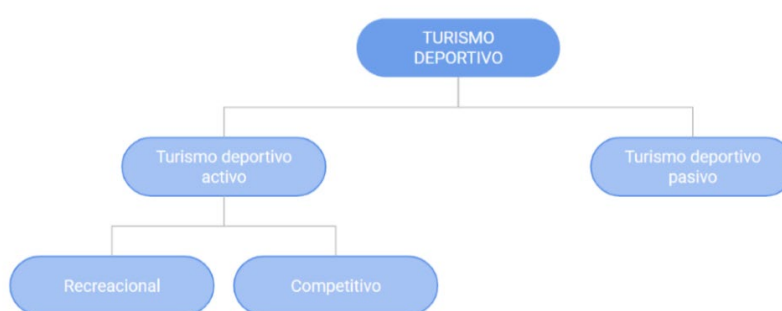 TURISMO
DEPORTIVO
Turismo deportivo
activo
Turismo deportivo
pasivo
Recreacional
Competitivo